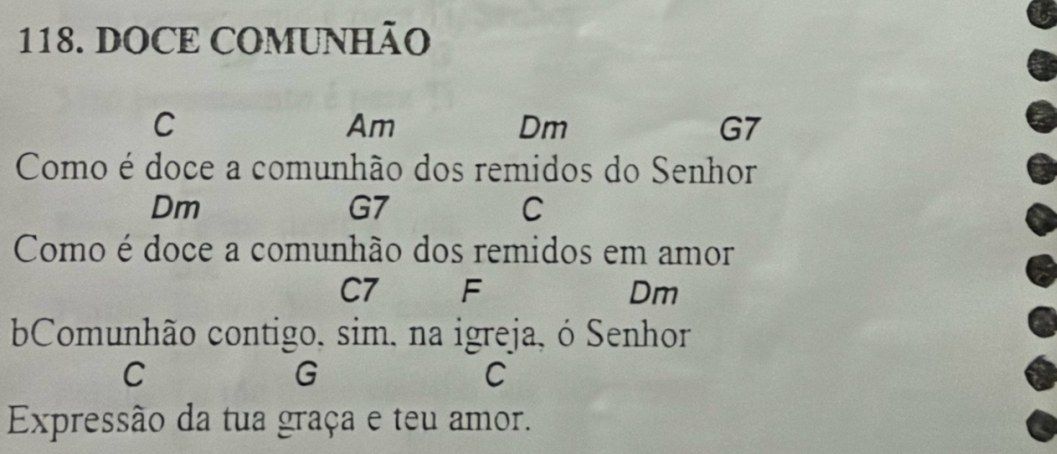 118. DOCE COMUNHÃO
C Am Dm G7
Como é doce a comunhão dos remidos do Senhor
Dm G7 C
Como é doce a comunhão dos remidos em amor
C7 F Dm
bComunhão contigo, sim, na igreja, ó Senhor
C G C
Expressão da tua graça e teu amor.